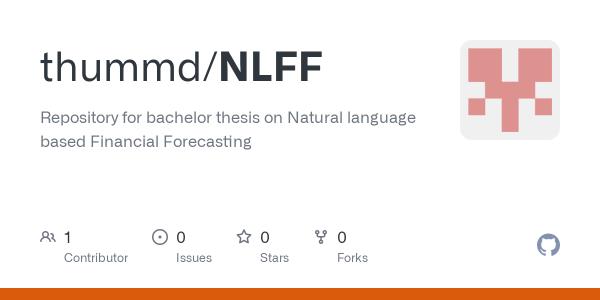 thummd/NLFF
Repository for bachelor thesis on Natural language
based Financial Forecasting
1
Contributor
0
Issues
0
Stars
0
Forks